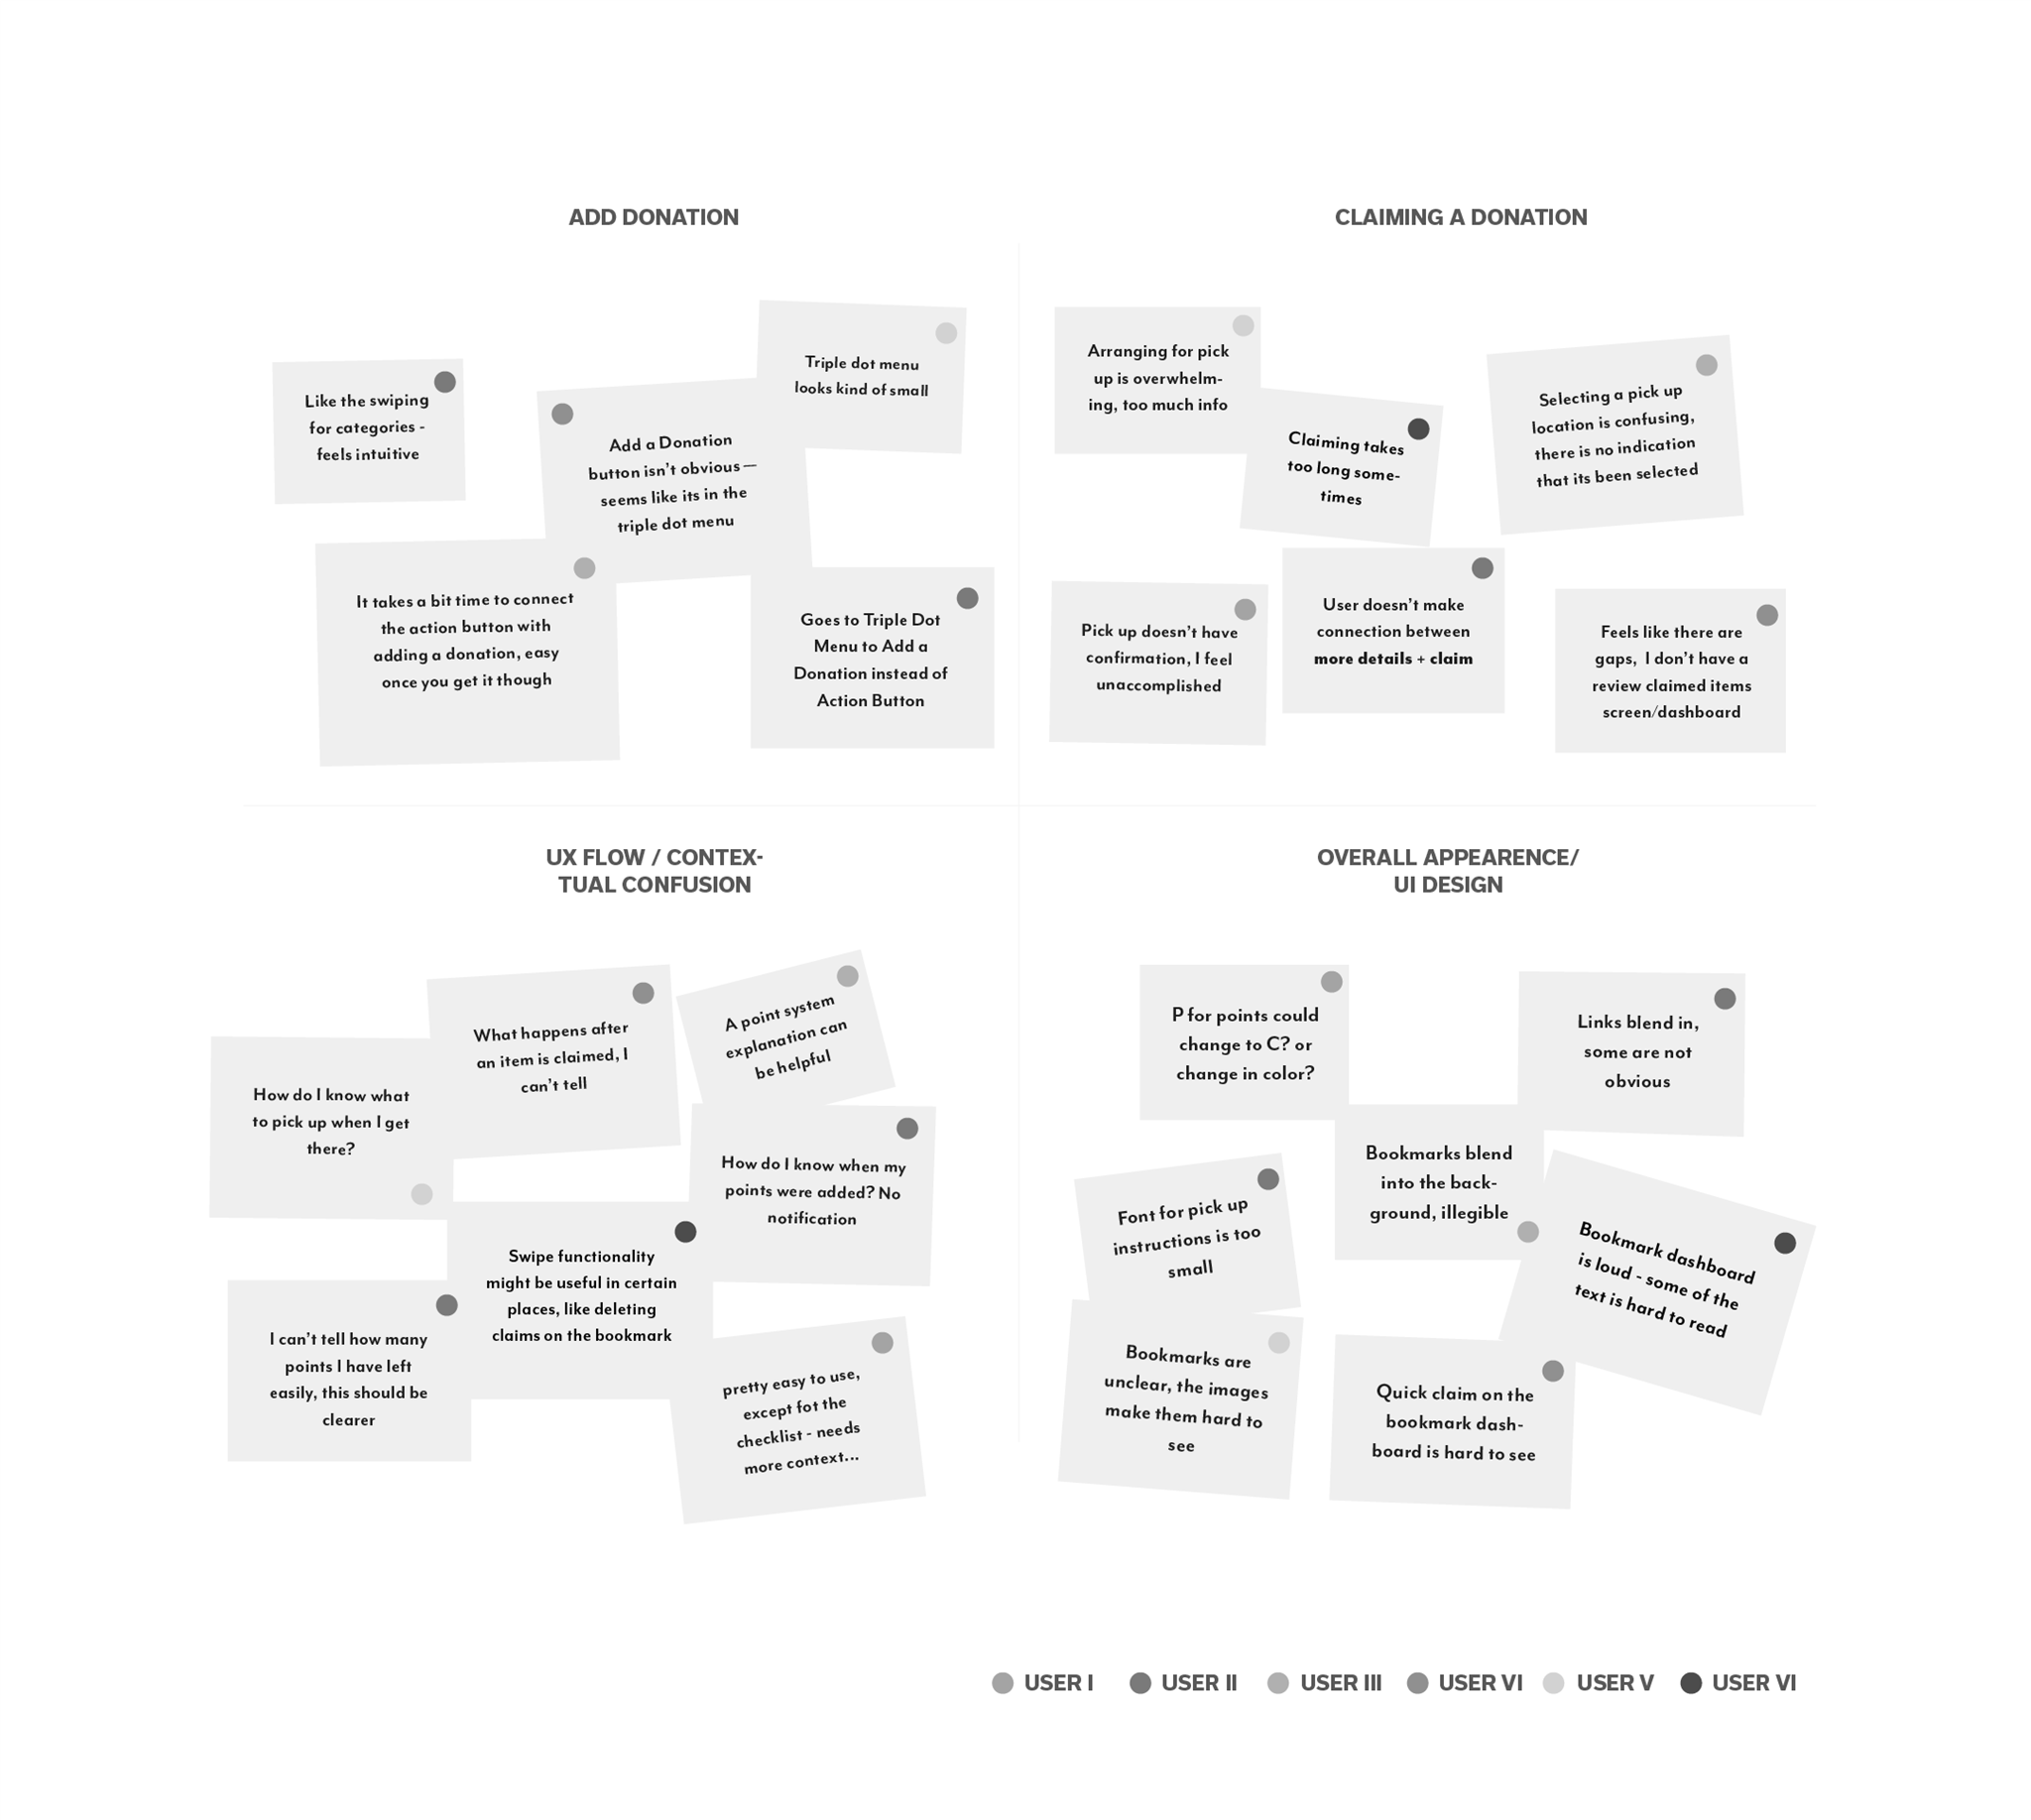 ADD DONATION
Like the swiping
for categories -
feels intuitive
Add a Donation
button isn't obvious —
seems like its in the
triple dot menu
Triple dot menu
looks kind of small
It takes a bit time to connect
the action button with
adding a donation, easy
once you get it though
Goes to Triple Dot
Menu to Add a
Donation instead of
Action Button
CLAIMING A DONATION
Arranging for pick
up is overwhelm-
ing, too much info
Claiming takes
too long some-
times
Selecting a pick up
location is confusing,
there is no indication
that its been selected
Pick up doesn't have
confirmation, I feel
unaccomplished
User doesn't make
connection between
more details + claim
Feels like there are
gaps, I don't have a
review claimed items
screen/dashboard
UX FLOW / CONTEX-
TUAL CONFUSION
How do I know what
to pick up when I get
there?
What happens after
an item is claimed, I
can't tell
A point system
explanation can
be helpful
How do I know when my
points were added? No
notification
Swipe functionality
might be useful in certain
places, like deleting
claims on the bookmark
I can't tell how many
points I have left
easily, this should be
clearer
pretty easy to use,
except fot the
checklist - needs
more context...
OVERALL APPEARENCE/
UI DESIGN
P for points could
change to C? or
change in color?
Links blend in,
some are not
obvious
Bookmarks blend
into the back-
ground, illegible
Font for pick up
instructions is too
small
Bookmark dashboard
is loud - some of the
text is hard to read
Bookmarks are
unclear, the images
make them hard to
see
Quick claim on the
bookmark dash-
board is hard to see
USER I
USER II
USER III
USER VI
USER V
USER VI